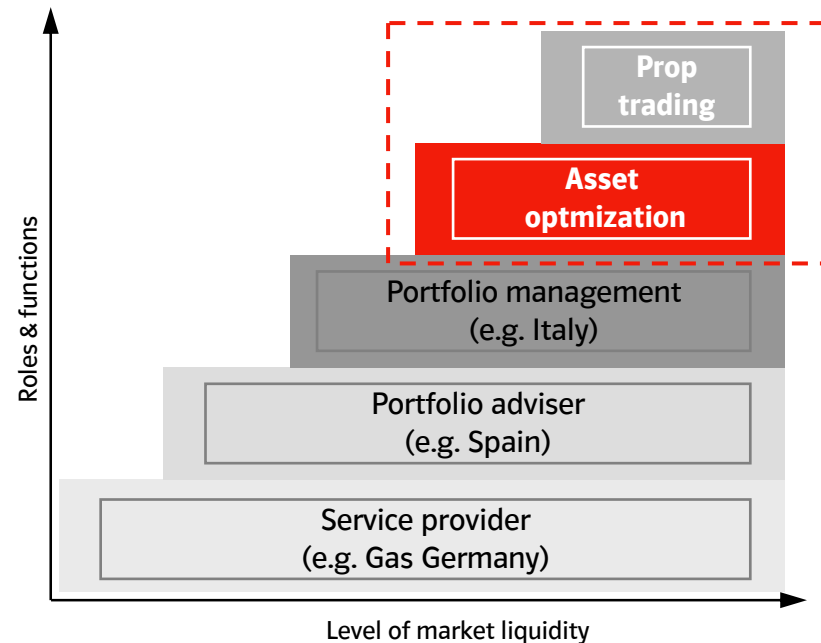 Prop
trading
Asset
optmization
Portfolio management
(e.g. Italy)
Portfolio adviser
(e.g. Spain)
Service provider
(e.g. Gas Germany)
Roles & functions
Level of market liquidity